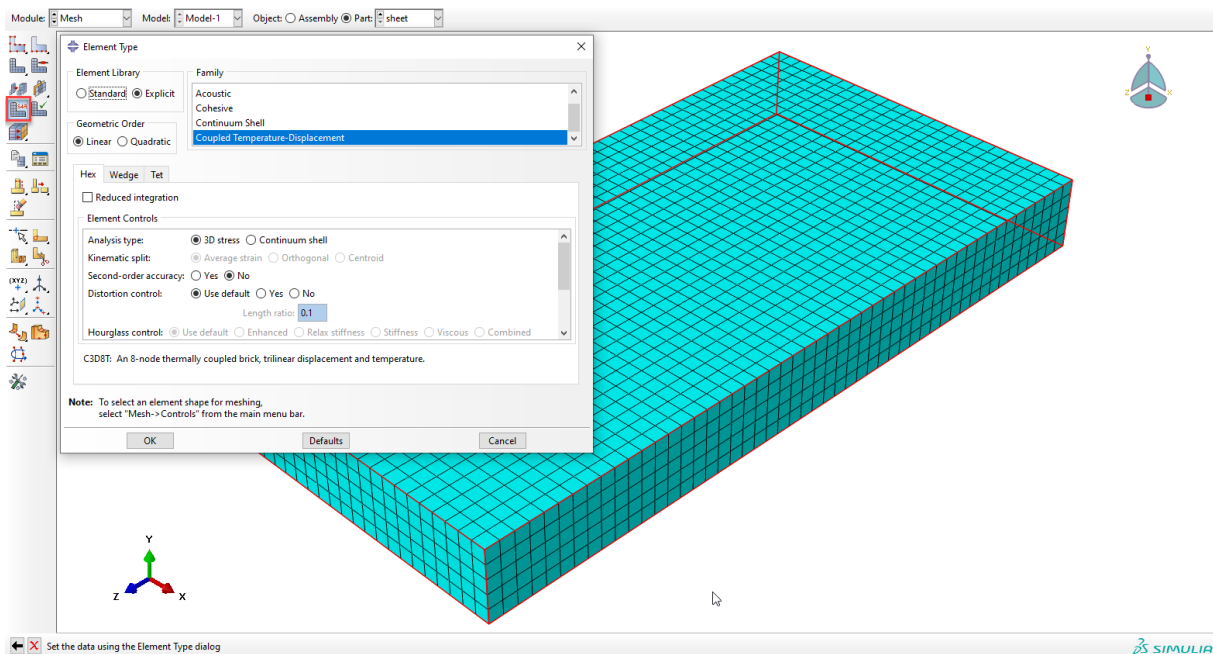 Module: Mesh Model: Model-1 Object: Assembly Part: sheet
Element Type
Element Library
Standard Explicit
Geometric Order
Linear Quadratic
Family
Acoustic
Cohesive
Continuum Shell
Coupled Temperature-Displacement
Hex Wedge Tet
Reduced integration
Element Controls
Analysis type: 3D stress Continuum shell
Kinematic split: Average strain Orthogonal Centroid
Second-order accuracy: Yes No
Distortion control: Use default Yes No
Length ratio: 0.1
Hourglass control: Use default Enhanced Relax stiffness Stiffness Viscous Combined
C3D8T: An 8-node thermally coupled brick, trilinear displacement and temperature.
Note: To select an element shape for meshing,
select "Mesh->Controls" from the main menu bar.
OK Defaults Cancel
(XYZ)
Y
Z X
Y
Z X
Set the data using the Element Type dialog
SIMULIA